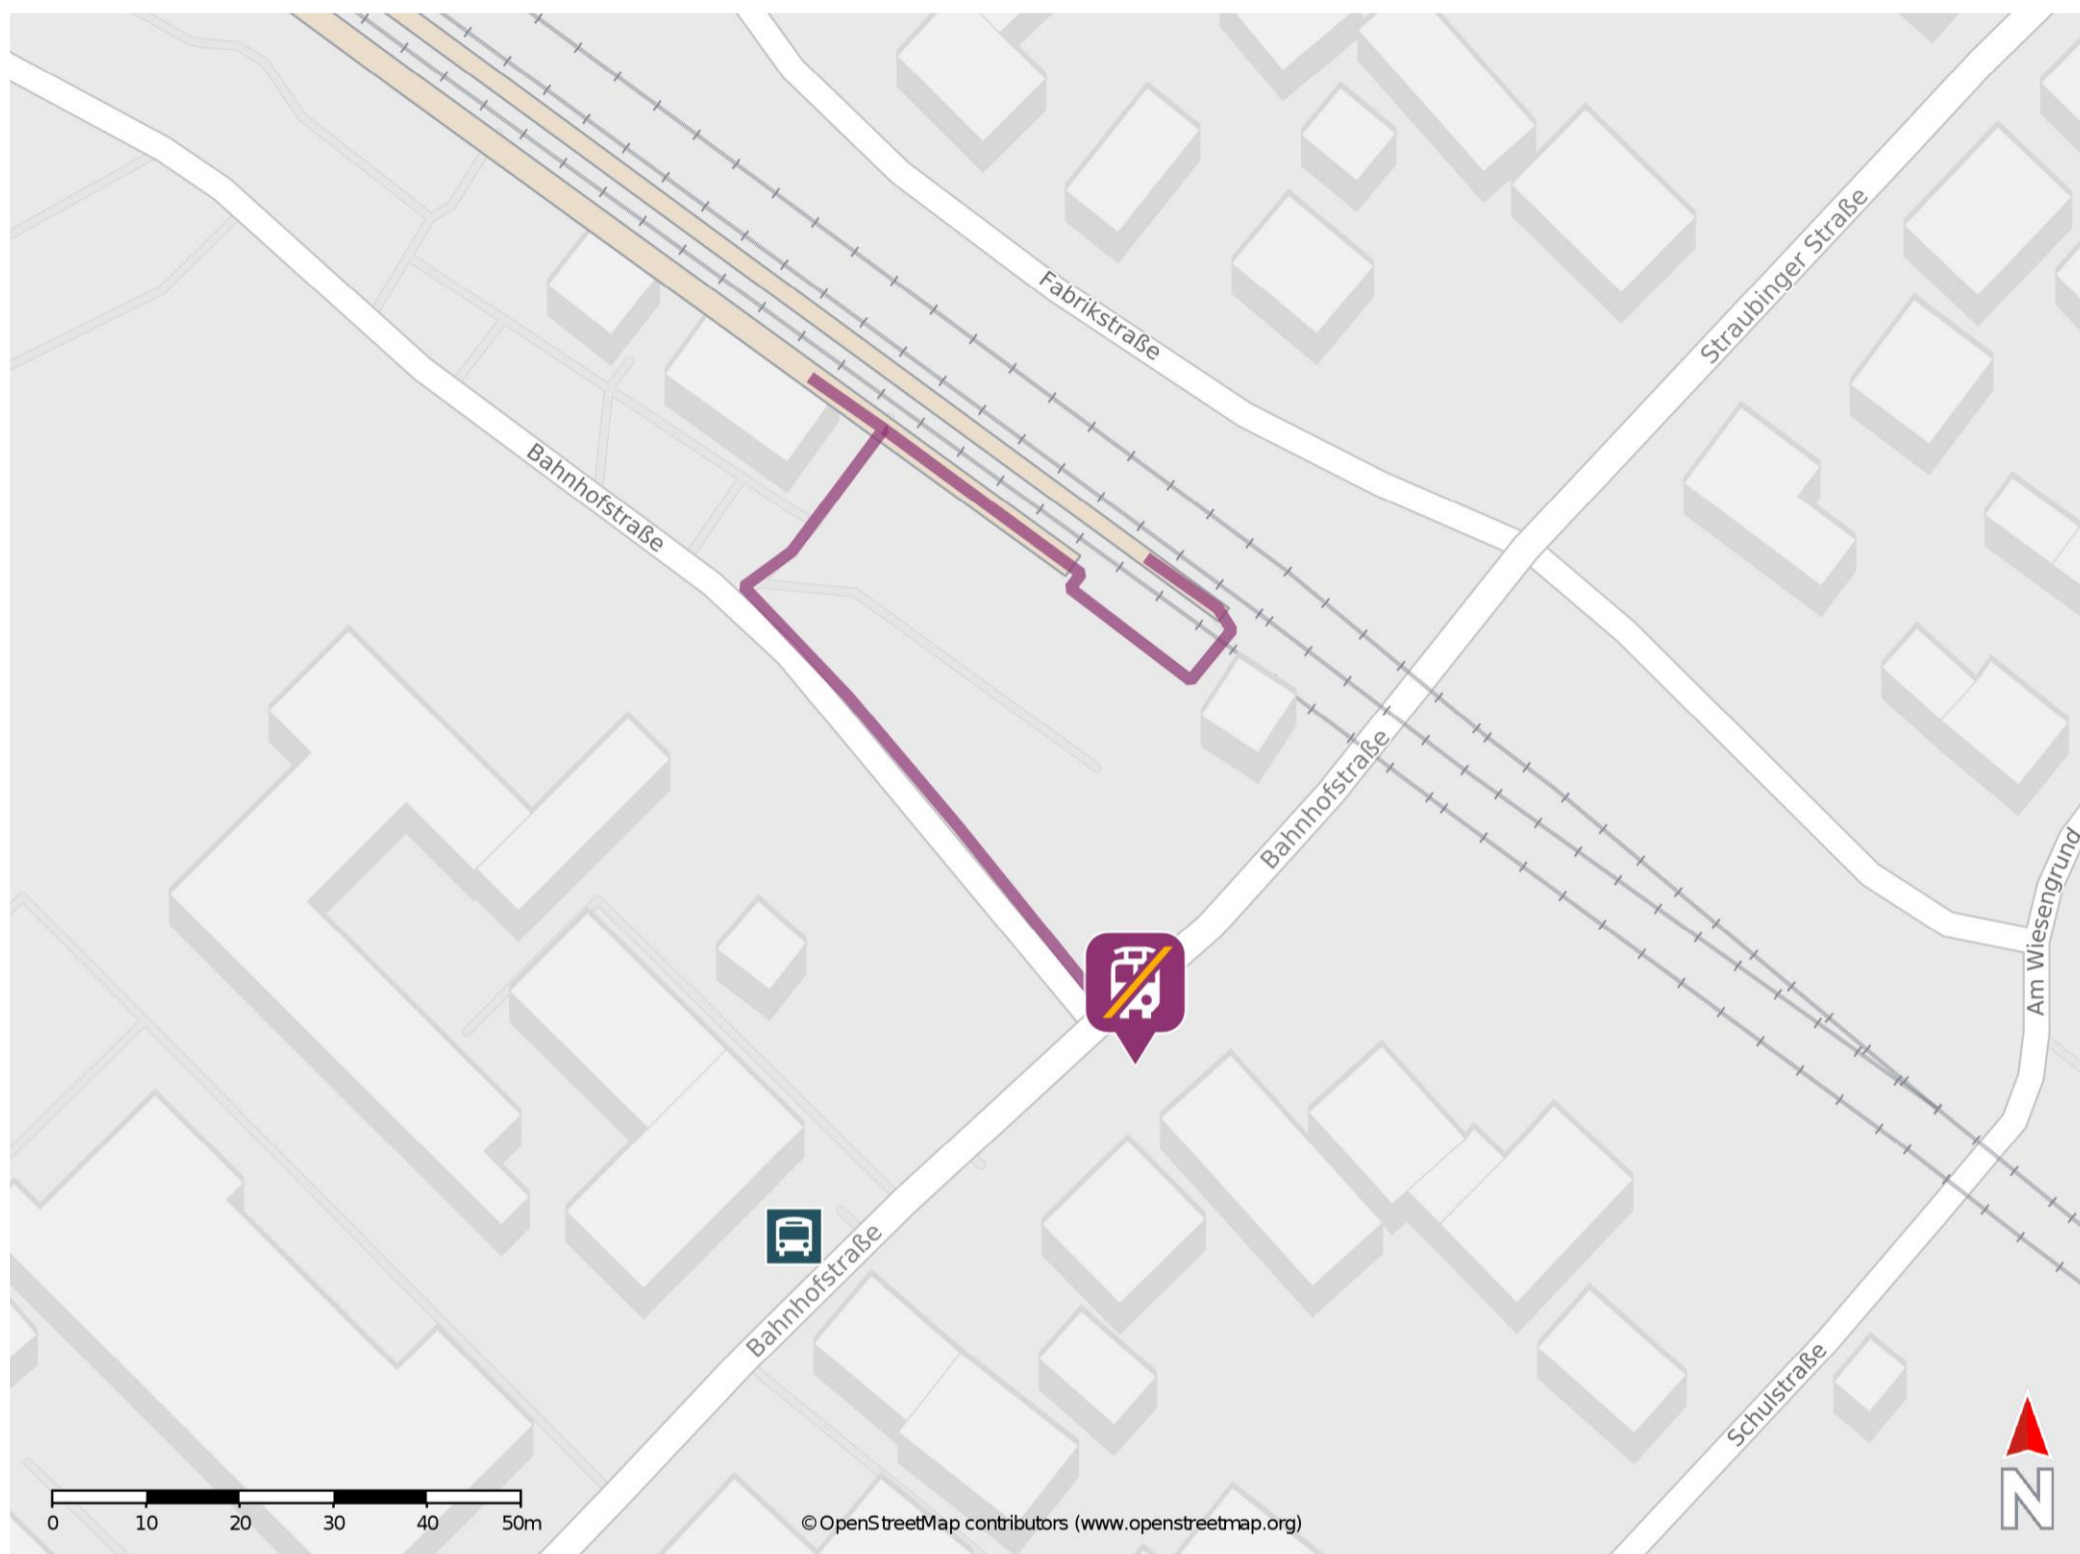 Straubinger Straße
Fabrikstraße
Bahnhofstraße
Bahnhofstraße
Am Wiesengrund
Bahnhofstraße
Schulstraße
N
0 10 20 30 40 50m
©OpenStreetMap contributors (www.openstreetmap.org)